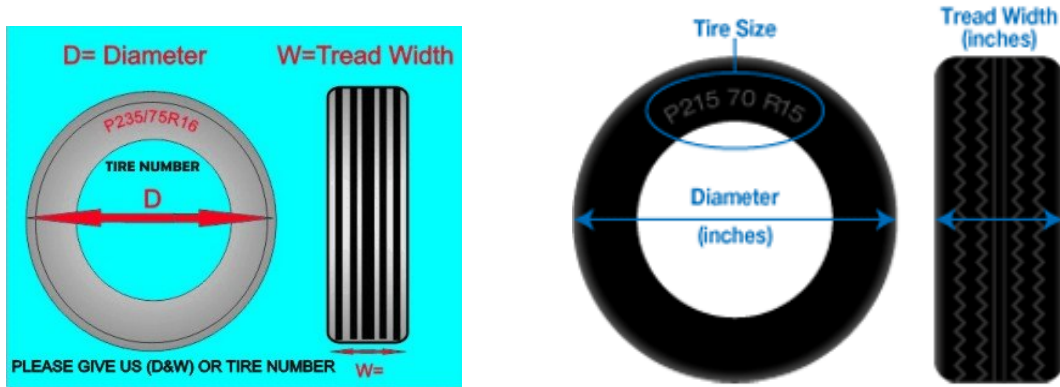 D= Diameter
W=Tread Width
P235/75R16
TIRE NUMBER
D
PLEASE GIVE US (D&W) OR TIRE NUMBER
W=
Tire Size
P215 70 R15
Diameter
(inches)
Tread Width
(inches)